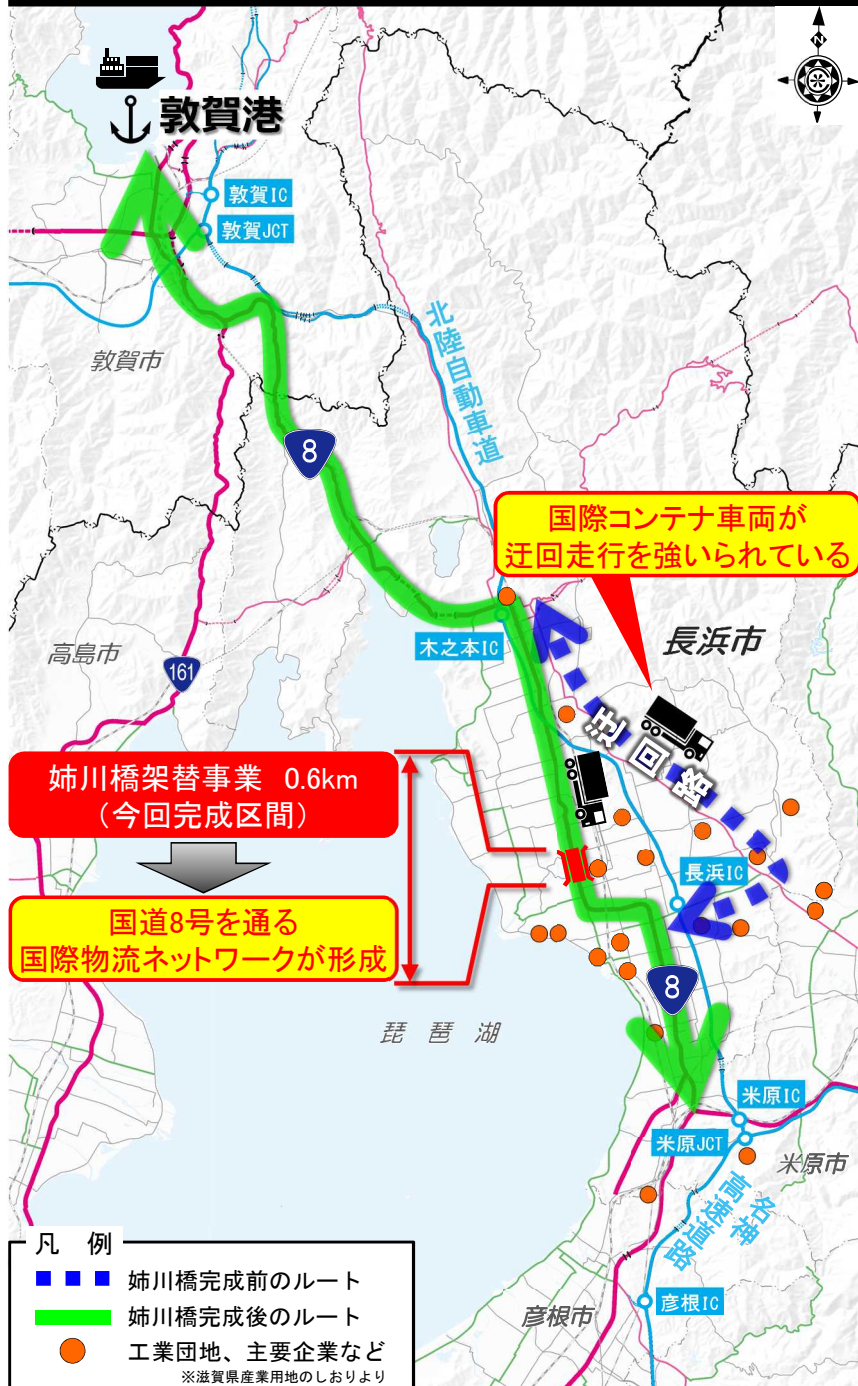 N
敦賀港
敦賀IC
敦賀JCT
北陸自動車道
敦賀市
8
国際コンテナ車両が
迂回走行を強いられている
木之本IC
長浜市
高島市
161
迂回路
姉川橋架替事業 0.6km
（今回完成区間）
長浜IC
国道8号を通る
国際物流ネットワークが形成
8
琵琶湖
米原IC
米原JCT
米原市
名神
高速道路
彦根IC
彦根市
凡 例
姉川橋完成前のルート
姉川橋完成後のルート
工業団地、主要企業など
※滋賀県産業用地のしおりより